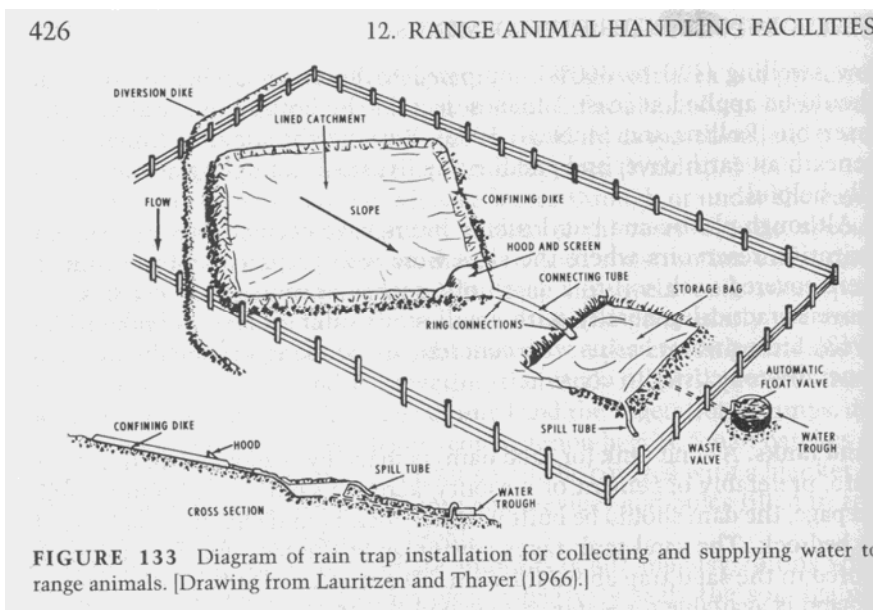 426
12. RANGE ANIMAL HANDLING FACILITIES
DIVERSION DIKE
LINED CATCHMENT
FLOW
SLOPE
CONFINING DIKE
HOOD AND SCREEN
CONNECTING TUBE
STORAGE BAG
RING CONNECTIONS
AUTOMATIC
FLOAT VALVE
SPILL TUBE
WASTE
VALVE
WATER
TROUGH
CONFINING DIKE
HOOD
SPILL TUBE
WATER
TROUGH
CROSS SECTION
FIGURE 133 Diagram of rain trap installation for collecting and supplying water to
range animals. [Drawing from Lauritzen and Thayer (1966).]